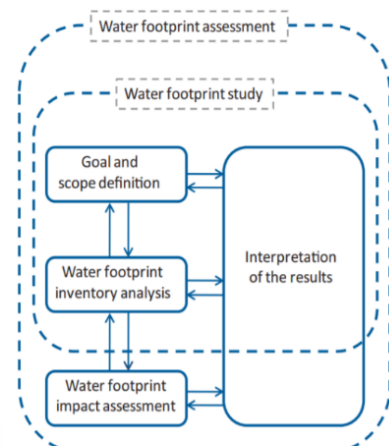 Water footprint assessment
Water footprint study
Goal and
scope definition
Water footprint
inventory analysis
Water footprint
impact assessment
Interpretation
of the results